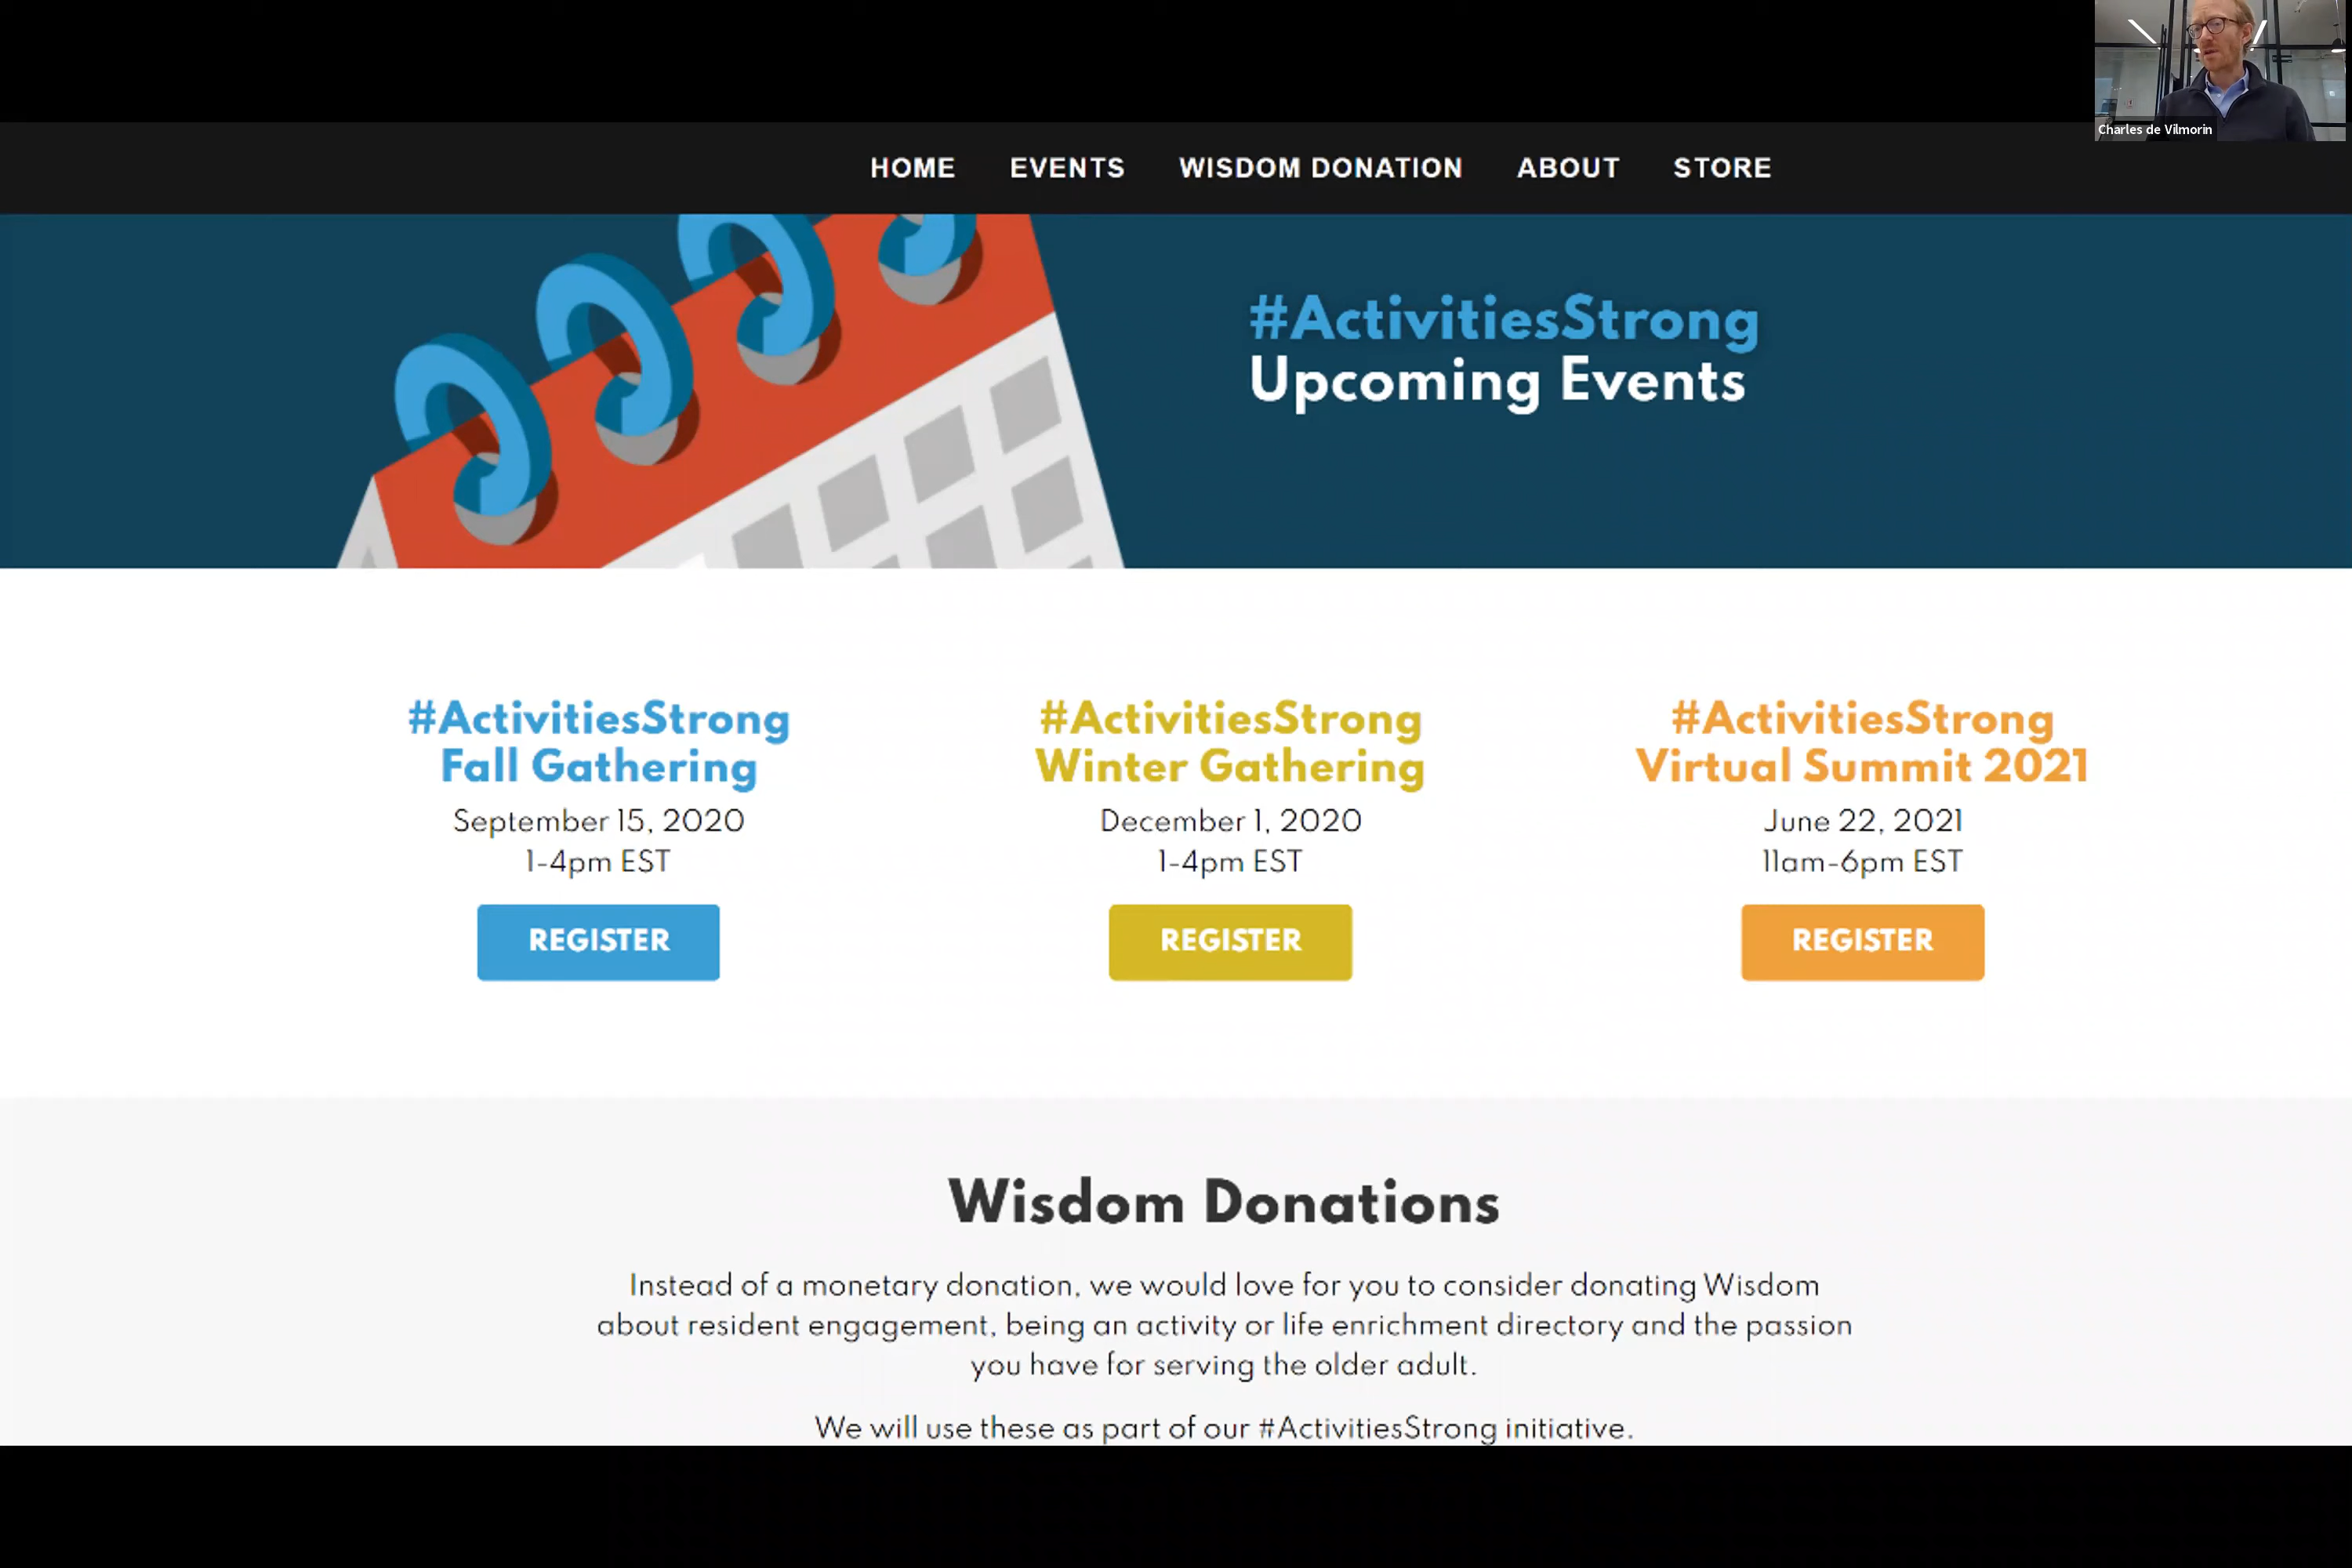 Charles de Vilmorin
HOME EVENTS WISDOM DONATION ABOUT STORE
#ActivitiesStrong
Upcoming Events
#ActivitiesStrong
Fall Gathering
September 15, 2020
1-4pm EST
REGISTER
#ActivitiesStrong
Winter Gathering
December 1, 2020
1-4pm EST
REGISTER
#ActivitiesStrong
Virtual Summit 2021
June 22, 2021
11am-6pm EST
REGISTER
Wisdom Donations
Instead of a monetary donation, we would love for you to consider donating Wisdom
about resident engagement, being an activity or life enrichment directory and the passion
you have for serving the older adult.
We will use these as part of our #ActivitiesStrong initiative.